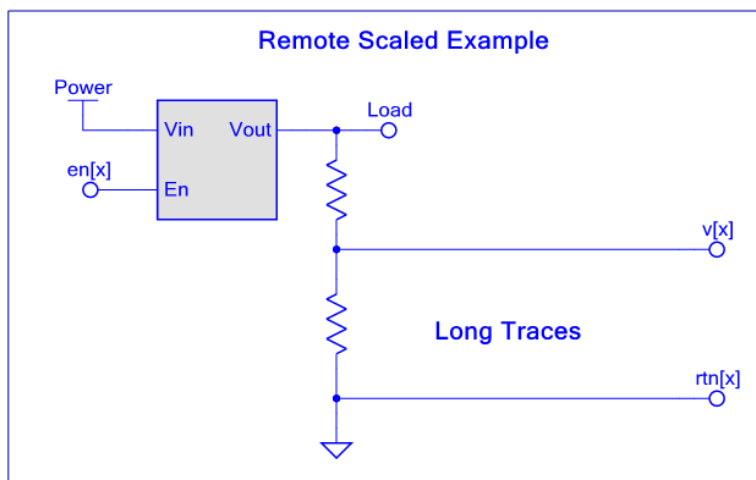 Remote Scaled Example
Power
Load
Vin
Vout
en[x]
En
v[x]
Long Traces
rtn[x]